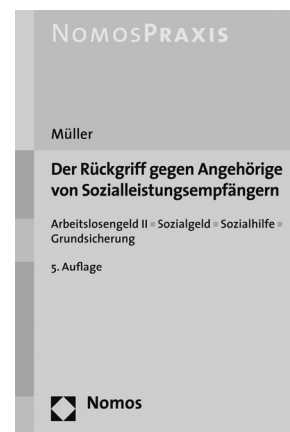 NomosPraxis
Müller
Der Rückgriff gegen Angehörige
von Sozialleistungsempfängern
Arbeitslosengeld II ▪ Sozialgeld ▪ Sozialhilfe ▪
Grundsicherung
5. Auflage
Nomos